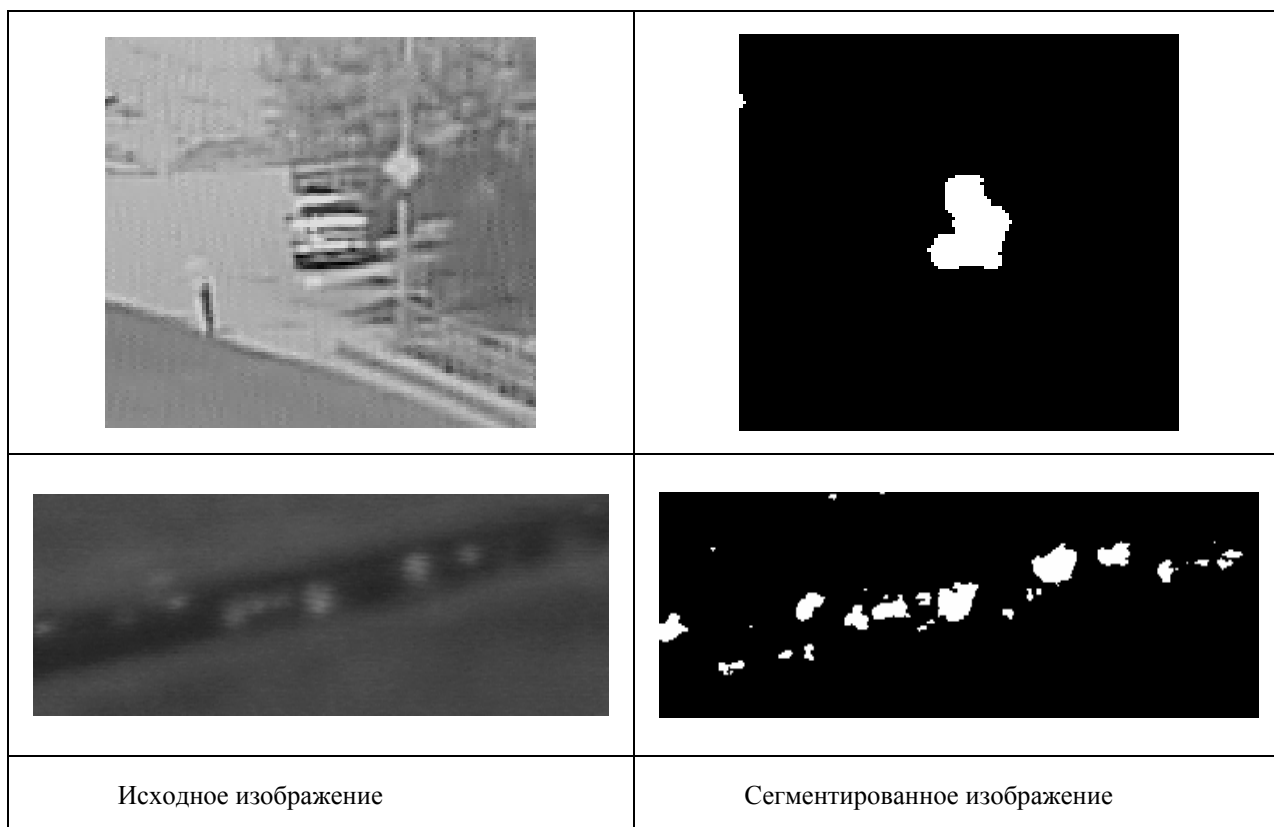 Исходное изображение
Сегментированное изображение